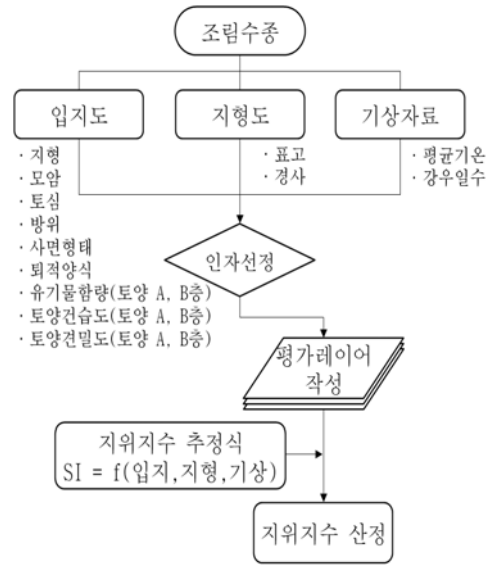 조림수종
입지도
지형도
기상자료
· 지형
· 모암
· 토심
· 방위
· 사면형태
· 퇴적양식
· 유기물함량(토양 A, B층)
· 토양건습도(토양 A, B층)
· 토양견밀도(토양 A, B층)
· 표고
· 경사
· 평균기온
· 강우일수
인자선정
평가레이어
작성
지위지수 추정식
SI = f(입지,지형,기상)
지위지수 산정